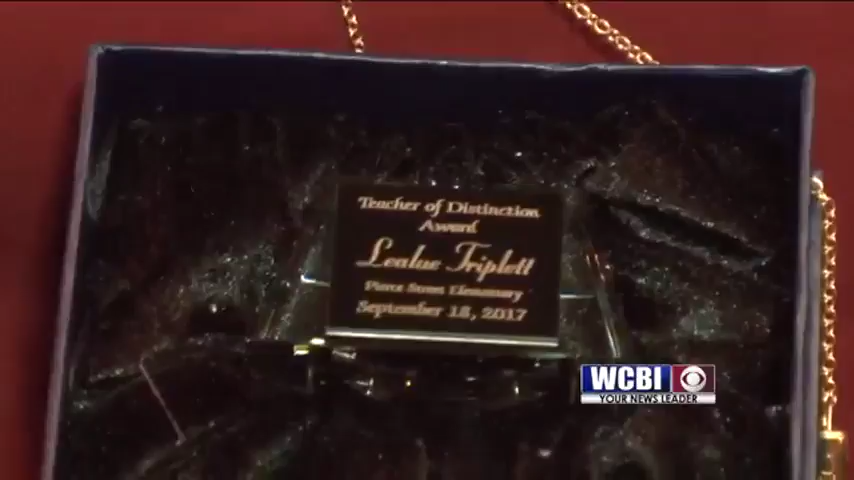 Teacher of Distinction
Award
Lealue Triplett
Pierce Street Elementary
September 18, 2017
WCBI
YOUR NEWS LEADER